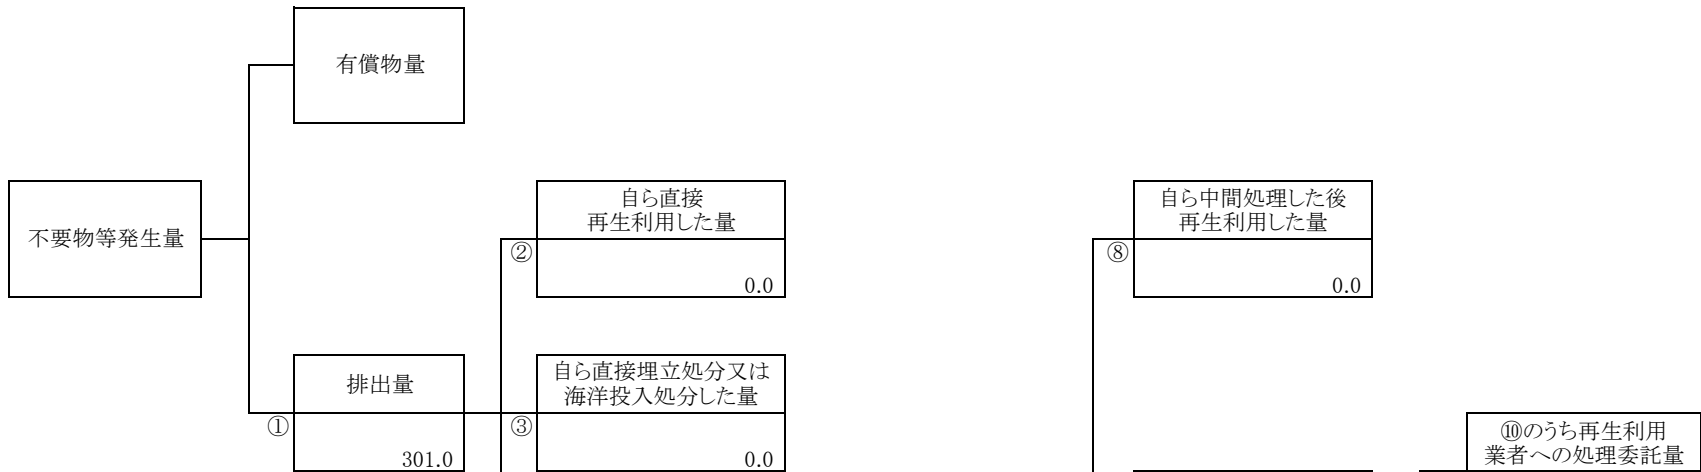 有償物量
不要物等発生量
自ら直接
再生利用した量
②
0.0
自ら中間処理した後
再生利用した量
⑧
0.0
排出量
①
301.0
自ら直接埋立処分又は
海洋投入処分した量
③
0.0
⑩のうち再生利用
業者への処理委託量